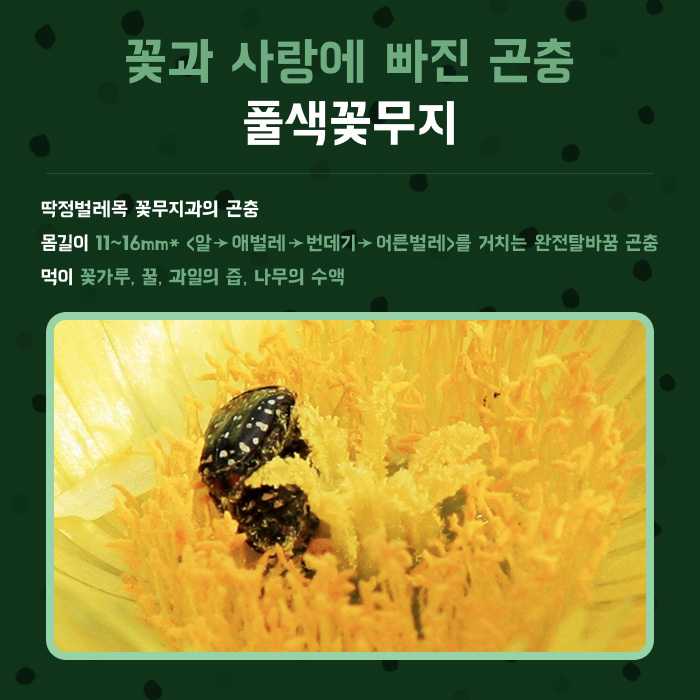 꽃과 사랑에 빠진 곤충
풀색꽃무지
딱정벌레목 꽃무지과의 곤충
몸길이 11~16mm* <알→애벌레→번데기→어른벌레>를 거치는 완전탈바꿈 곤충
먹이 꽃가루, 꿀, 과일의 즙, 나무의 수액